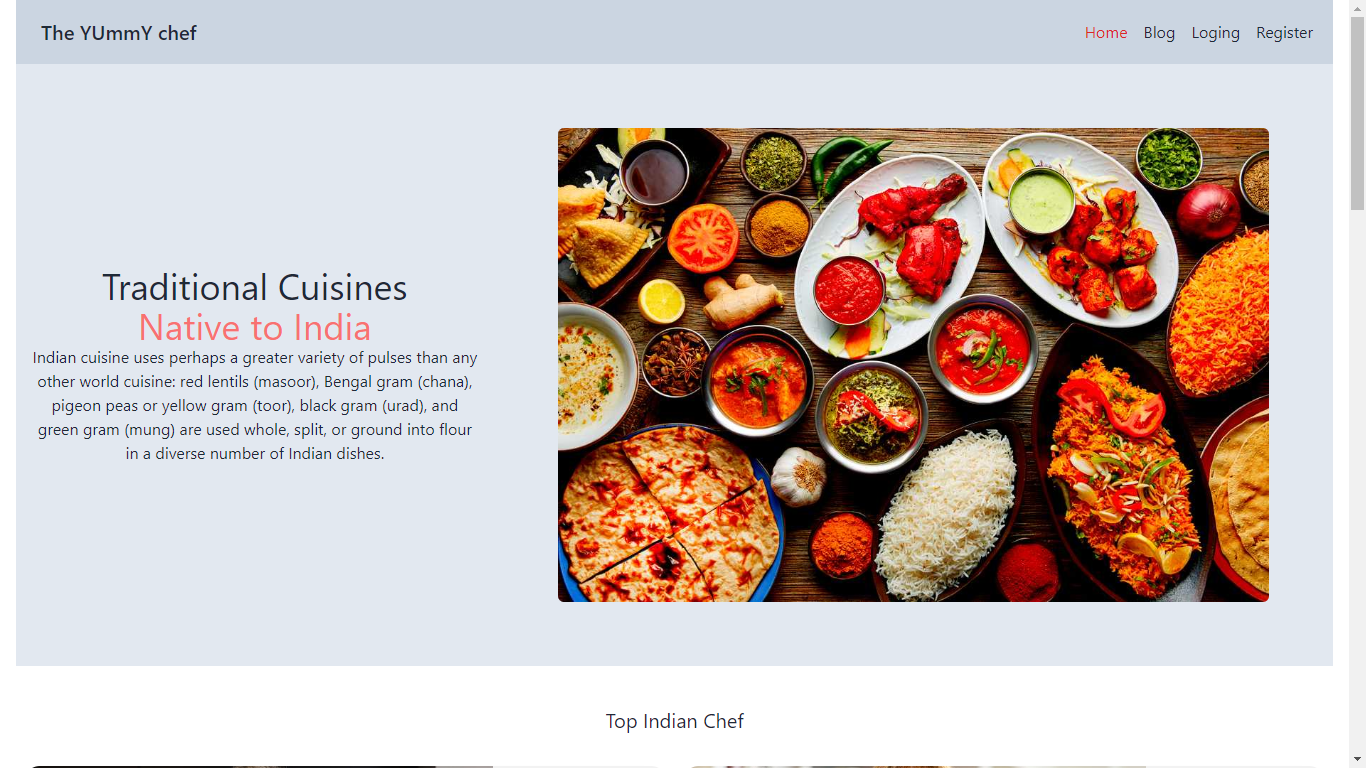 The YUmmY chef
Home Blog Loging Register
Traditional Cuisines
Native to India
Indian cuisine uses perhaps a greater variety of pulses than any
other world cuisine: red lentils (masoor), Bengal gram (chana),
pigeon peas or yellow gram (toor), black gram (urad), and
green gram (mung) are used whole, split, or ground into flour
in a diverse number of Indian dishes.
Top Indian Chef